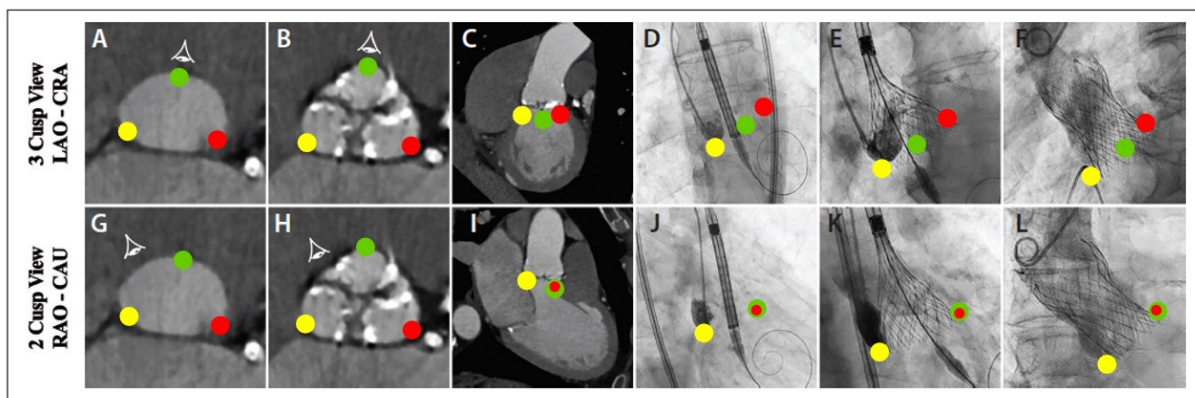 3 Cusp View
LAO - CRA
A
B
C
D
E
F
2 Cusp View
RAO - CAU
G
H
I
J
K
L